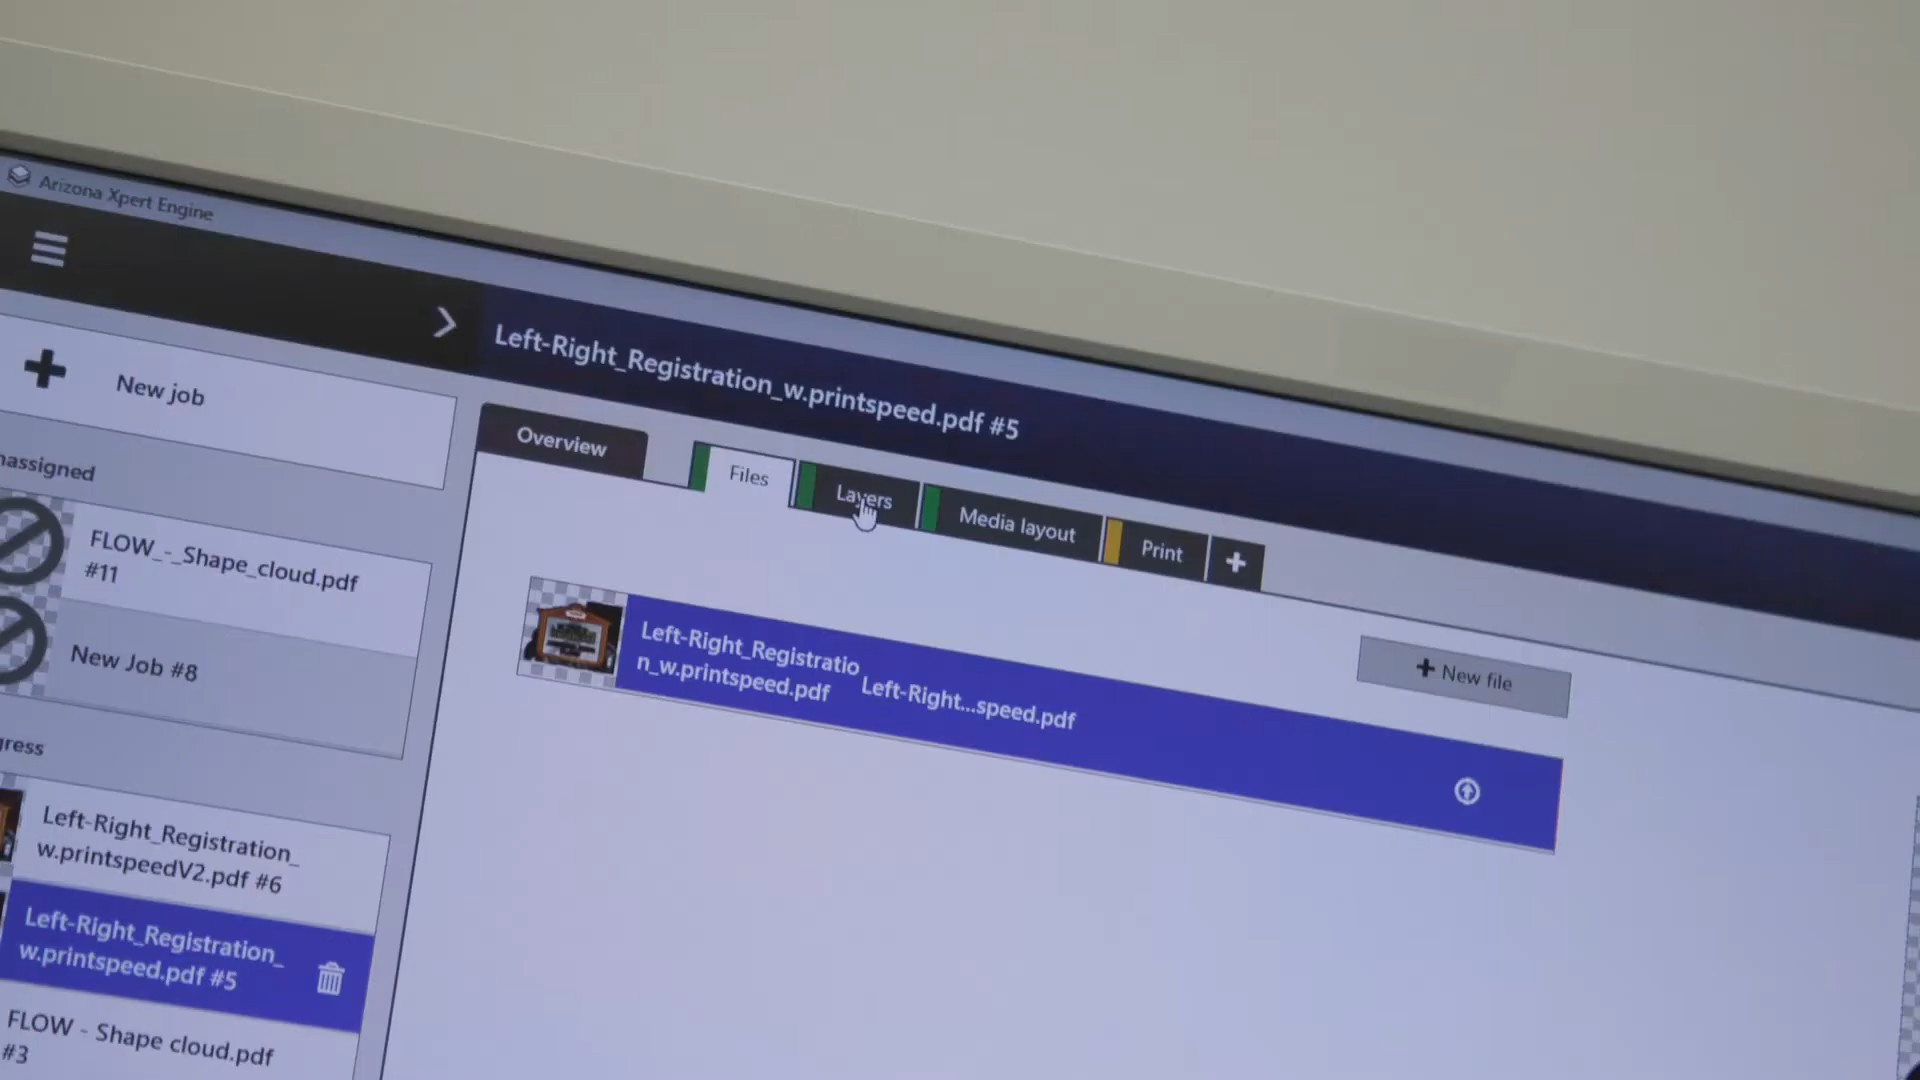 Arizona Xpert Engine
Left-Right_Registration_w.printspeed.pdf #5
New job
Overview
Files
Layers
Media layout
Print
nassigned
FLOW_-_Shape_cloud.pdf
#11
New Job #8
gress
Left-Right_Registration_
w.printspeedV2.pdf #6
Left-Right_Registration_
w.printspeed.pdf #5
FLOW - Shape cloud.pdf
#3
Left-Right_Registratio
n_w.printspeed.pdf
Left-Right...speed.pdf
New file